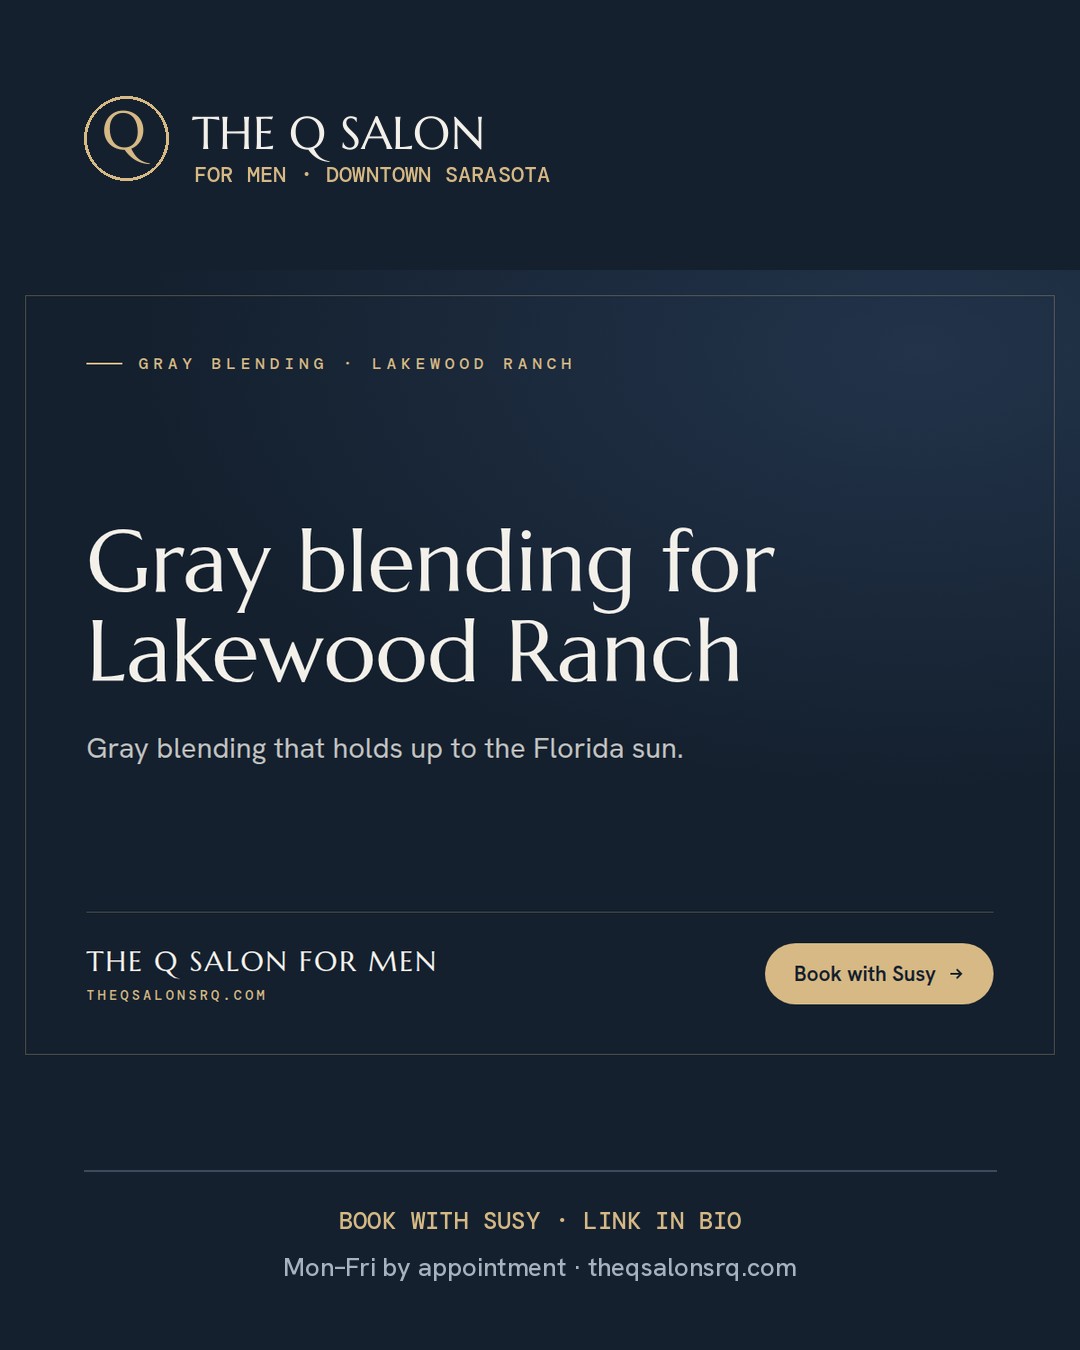 Q
THE Q SALON
FOR MEN · DOWNTOWN SARASOTA
GRAY BLENDING · LAKEWOOD RANCH
Gray blending for
Lakewood Ranch
Gray blending that holds up to the Florida sun.
THE Q SALON FOR MEN
THEQSALONSRQ.COM
Book with Susy →
BOOK WITH SUSY · LINK IN BIO
Mon–Fri by appointment · theqsalonsrq.com